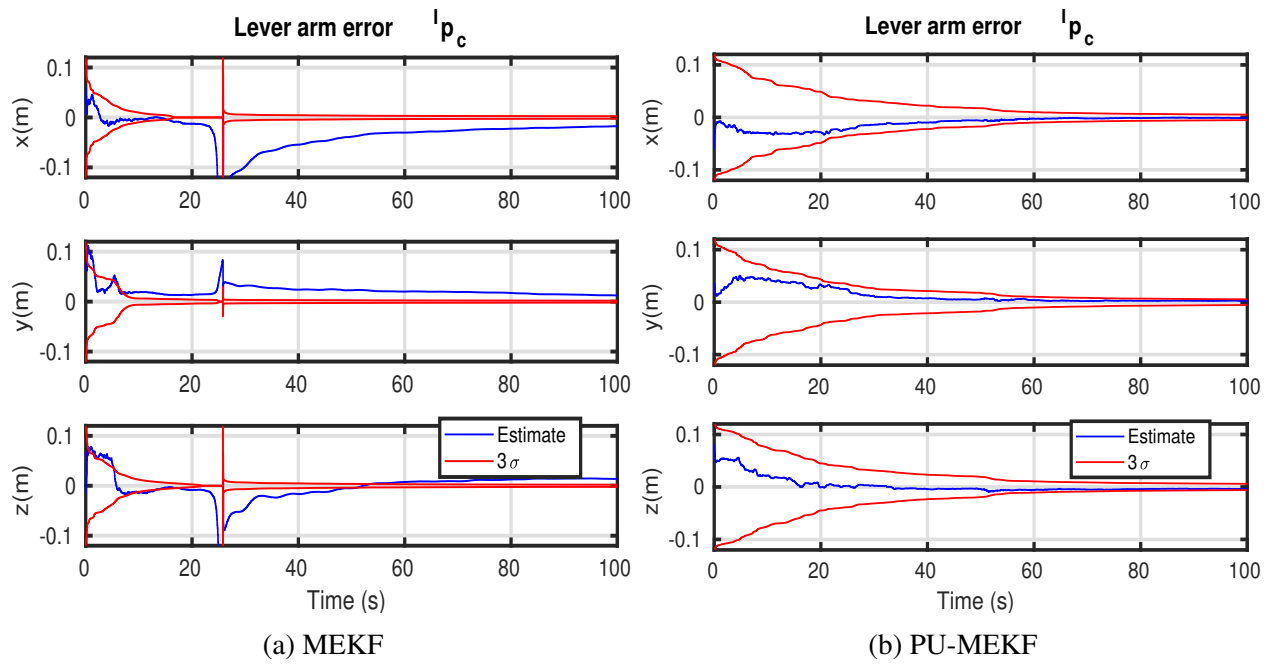 Lever arm error ᴵp_c
0.1
0
-0.1
x(m)
0 20 40 60 80 100
0.1
0
-0.1
y(m)
0 20 40 60 80 100
0.1
0
-0.1
z(m)
Estimate
3σ
0 20 40 60 80 100
Time (s)
(a) MEKF
Lever arm error ᴵp_c
0.1
0
-0.1
x(m)
0 20 40 60 80 100
0.1
0
-0.1
y(m)
0 20 40 60 80 100
0.1
0
-0.1
z(m)
Estimate
3σ
0 20 40 60 80 100
Time (s)
(b) PU-MEKF